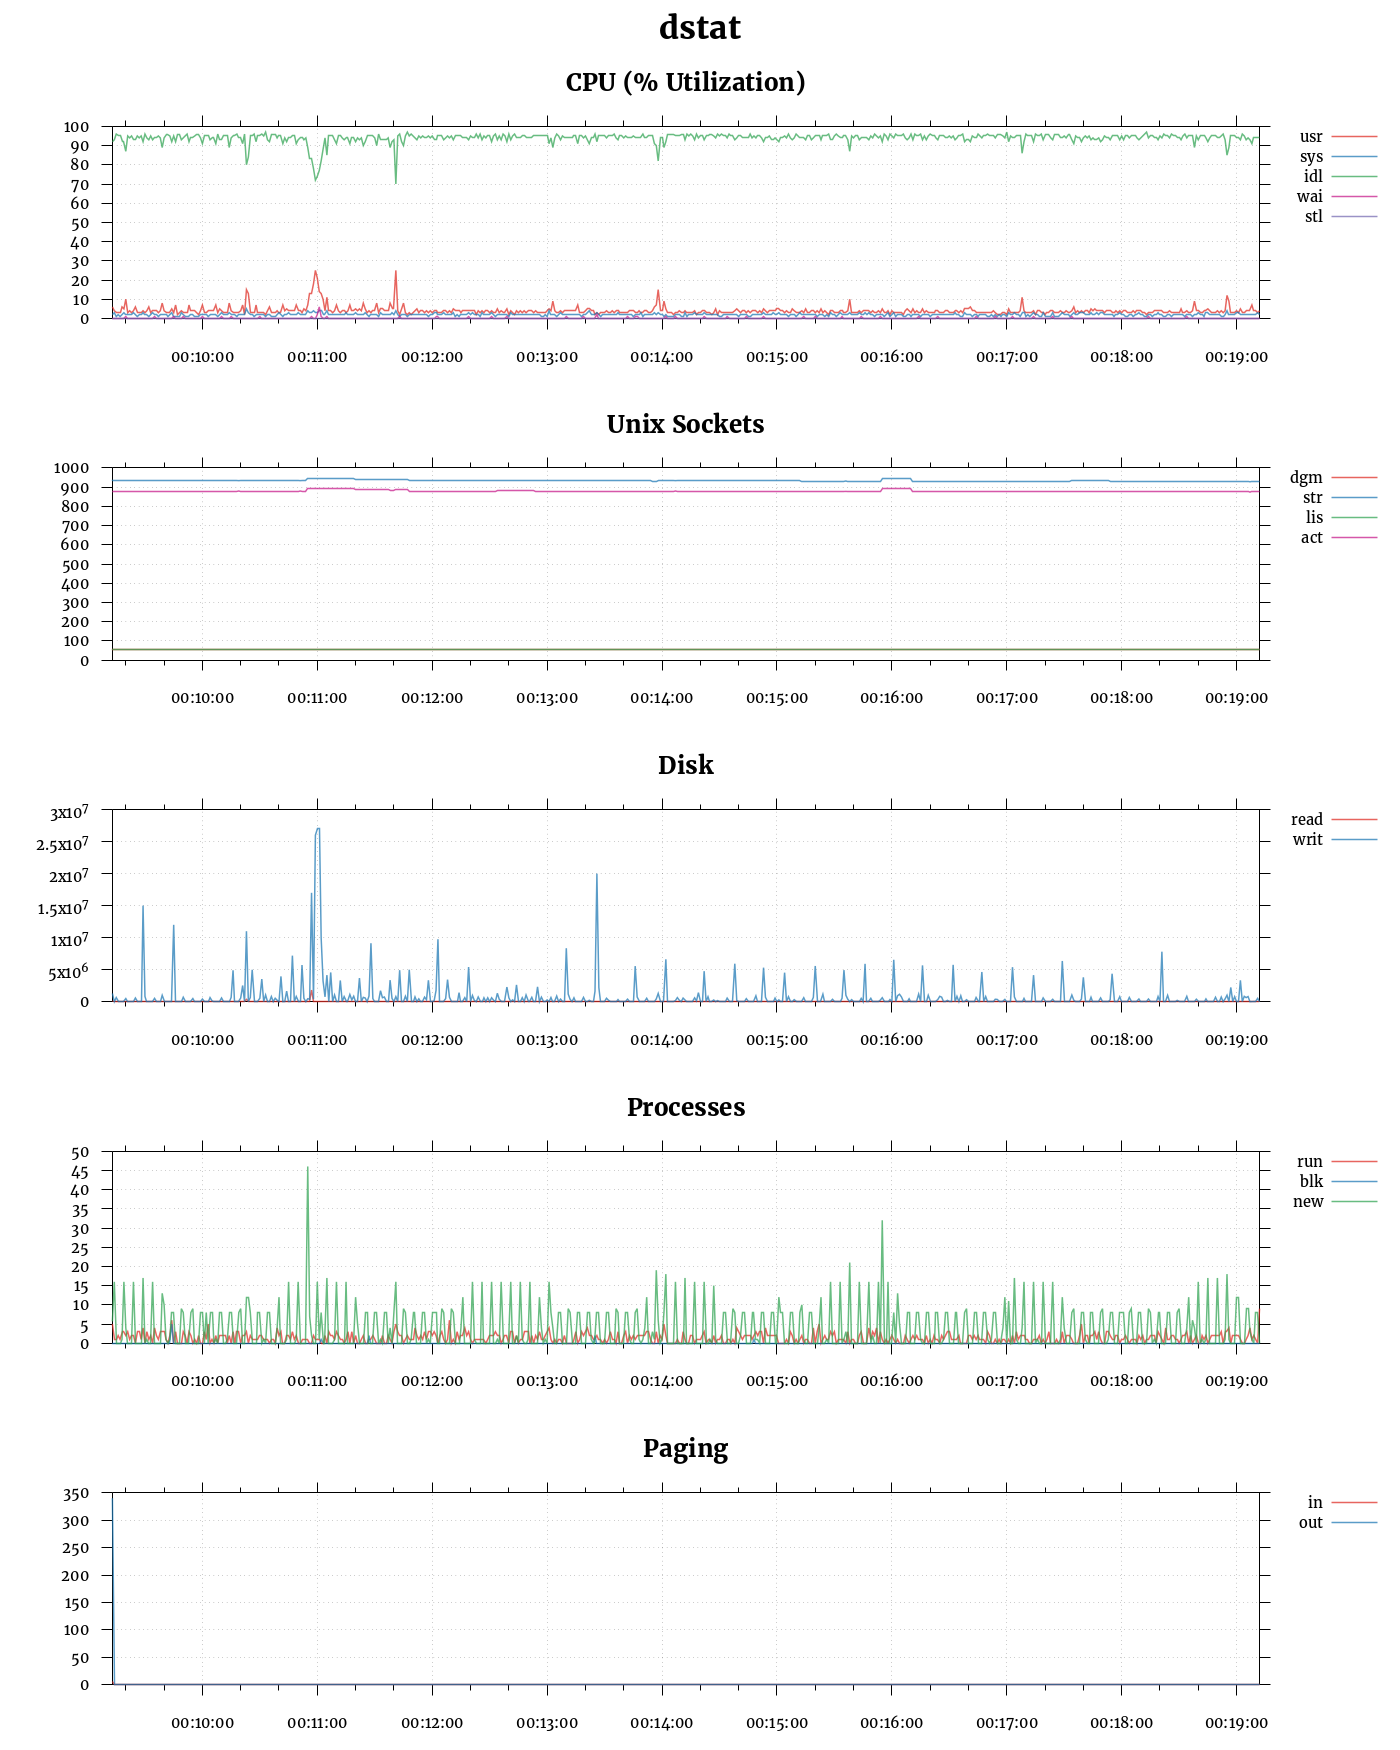 dstat
CPU (% Utilization)
100
90
80
70
60
50
40
30
20
10
0
usr
sys
idl
wai
stl
00:10:00 00:11:00 00:12:00 00:13:00 00:14:00 00:15:00 00:16:00 00:17:00 00:18:00 00:19:00
Unix Sockets
1000
900
800
700
600
500
400
300
200
100
0
dgm
str
lis
act
00:10:00 00:11:00 00:12:00 00:13:00 00:14:00 00:15:00 00:16:00 00:17:00 00:18:00 00:19:00
Disk
3x10⁷
2.5x10⁷
2x10⁷
1.5x10⁷
1x10⁷
5x10⁶
0
read
writ
00:10:00 00:11:00 00:12:00 00:13:00 00:14:00 00:15:00 00:16:00 00:17:00 00:18:00 00:19:00
Processes
50
45
40
35
30
25
20
15
10
5
0
run
blk
new
00:10:00 00:11:00 00:12:00 00:13:00 00:14:00 00:15:00 00:16:00 00:17:00 00:18:00 00:19:00
Paging
350
300
250
200
150
100
50
0
in
out
00:10:00 00:11:00 00:12:00 00:13:00 00:14:00 00:15:00 00:16:00 00:17:00 00:18:00 00:19:00